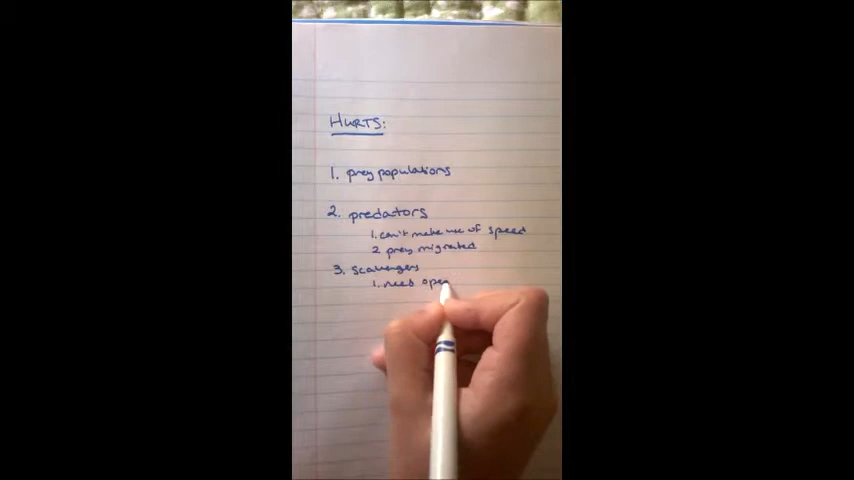 HURTS:
1. prey populations
2. predators
1. can't make use of speed
2 prey migrated
3. scavengers
1. need open